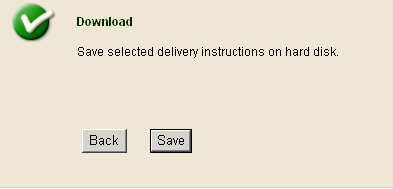 Download
Save selected delivery instructions on hard disk.
Back Save